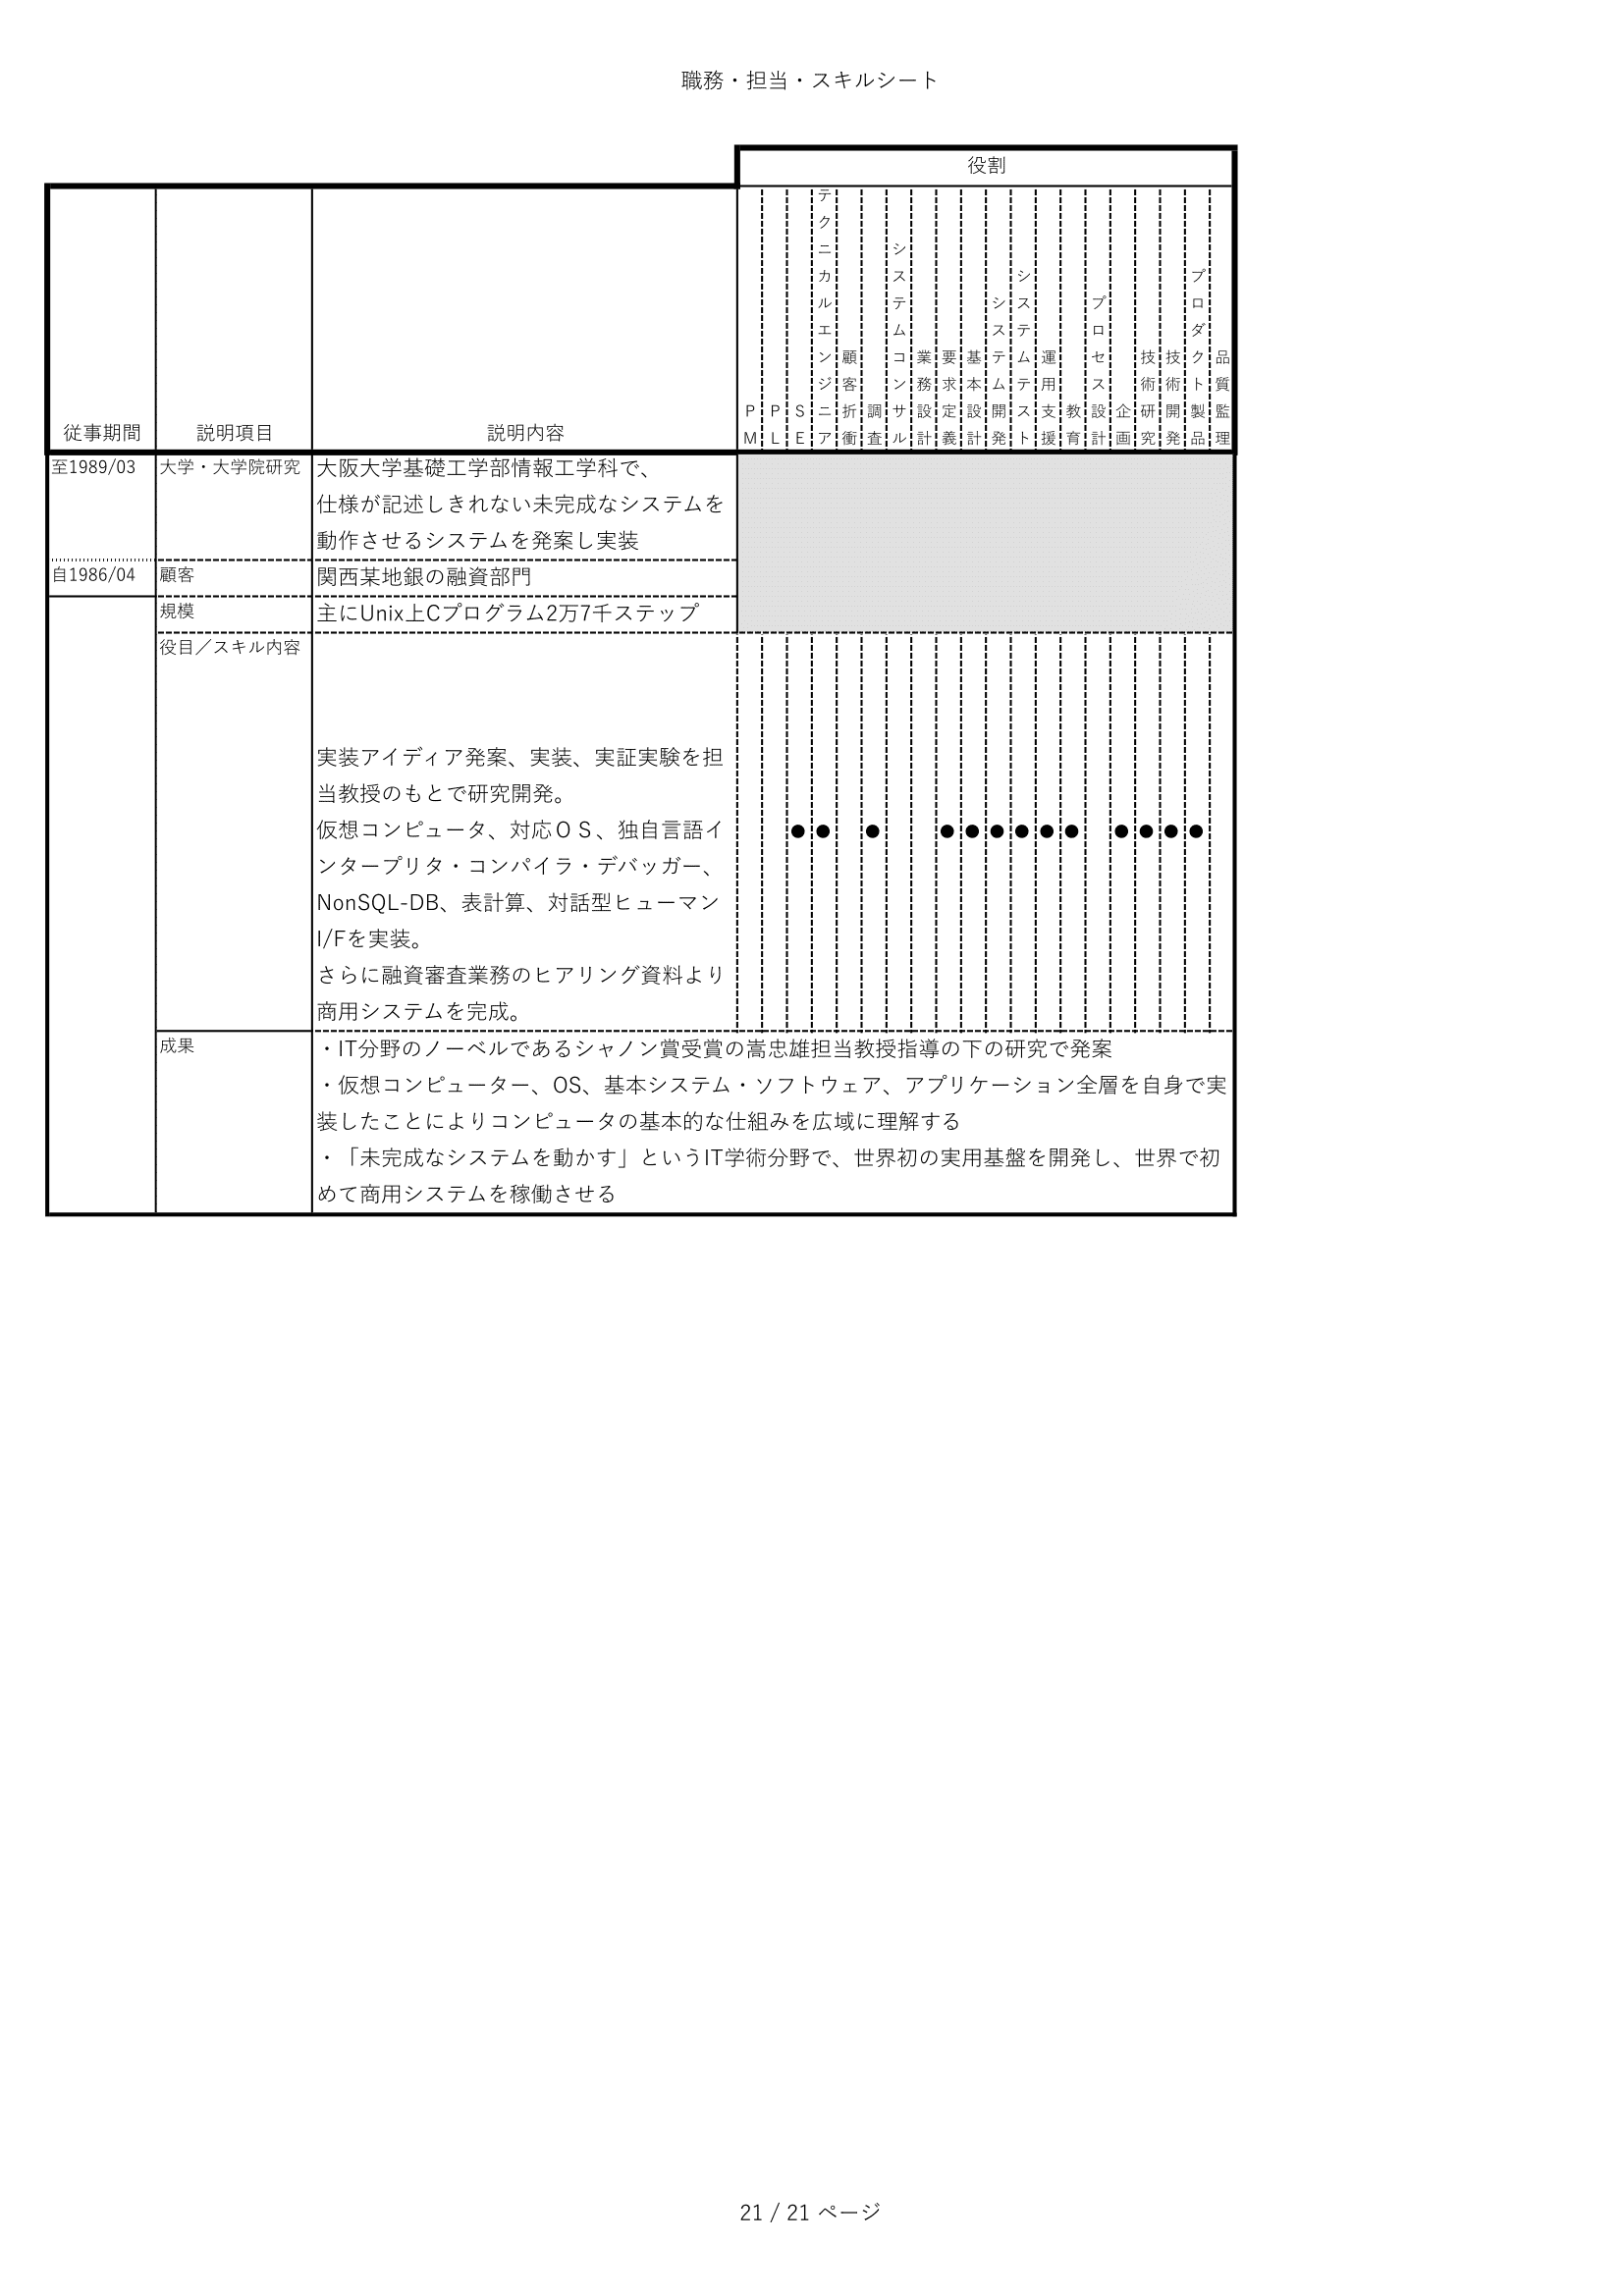 職務・担当・スキルシート
役割
従事期間
説明項目
説明内容
PM
PL
SE
テクニカルエンジニア
顧客折衝
調査
システムコンサル
業務設計
要求定義
基本設計
システム開発
システムテスト
運用支援
教育
プロセス設計
企画
技術研究
技術開発
プロダクト製品
品質監理
至1989/03
大学・大学院研究
大阪大学基礎工学部情報工学科で、
仕様が記述しきれない未完成なシステムを
動作させるシステムを発案し実装
自1986/04
顧客
関西某地銀の融資部門
規模
主にUnix上Cプログラム2万7千ステップ
役目／スキル内容
実装アイディア発案、実装、実証実験を担
当教授のもとで研究開発。
仮想コンピュータ、対応ＯＳ、独自言語イ
ンタープリタ・コンパイラ・デバッガー、
NonSQL-DB、表計算、対話型ヒューマン
I/Fを実装。
さらに融資審査業務のヒアリング資料より
商用システムを完成。
● ● ● ● ● ● ● ● ● ● ● ● ●
成果
・IT分野のノーベルであるシャノン賞受賞の嵩忠雄担当教授指導の下の研究で発案
・仮想コンピューター、OS、基本システム・ソフトウェア、アプリケーション全層を自身で実
装したことによりコンピュータの基本的な仕組みを広域に理解する
・「未完成なシステムを動かす」というIT学術分野で、世界初の実用基盤を開発し、世界で初
めて商用システムを稼働させる
21 / 21 ページ